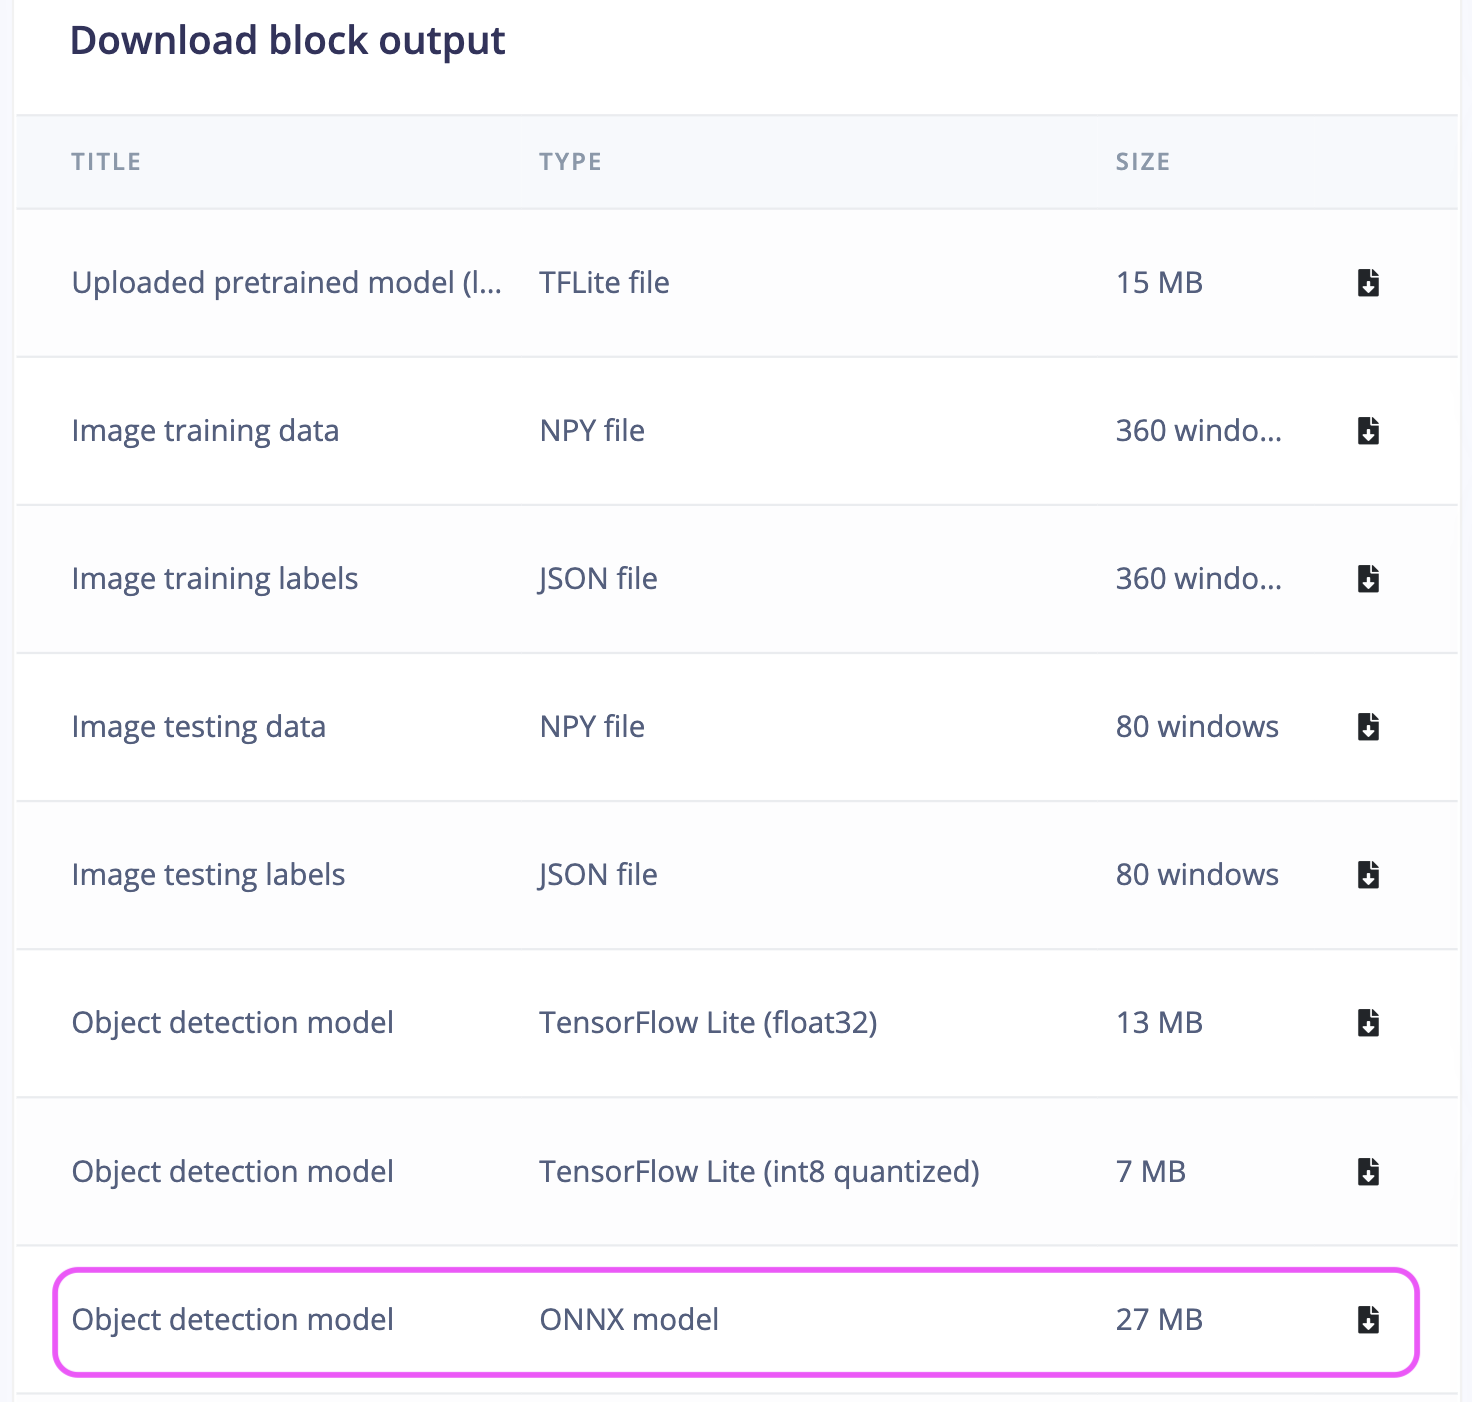 Download block output
TITLE TYPE SIZE
Uploaded pretrained model (l... TFLite file 15 MB
Image training data NPY file 360 windo...
Image training labels JSON file 360 windo...
Image testing data NPY file 80 windows
Image testing labels JSON file 80 windows
Object detection model TensorFlow Lite (float32) 13 MB
Object detection model TensorFlow Lite (int8 quantized) 7 MB
Object detection model ONNX model 27 MB